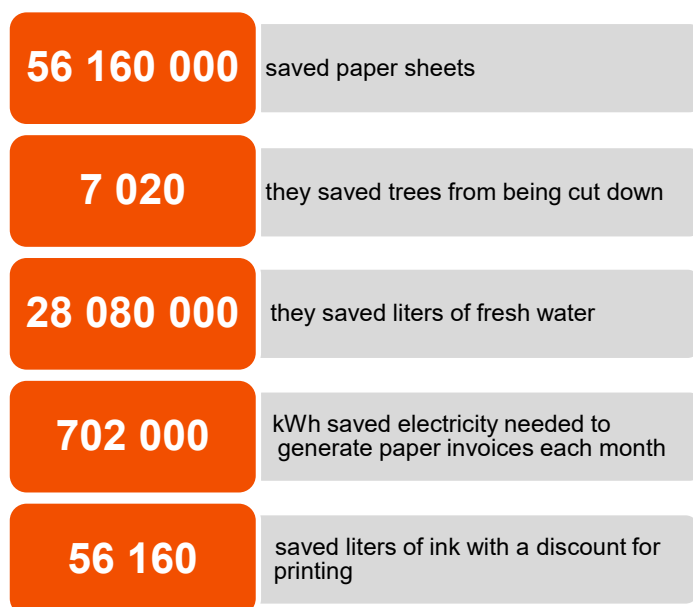 56 160 000
saved paper sheets
7 020
they saved trees from being cut down
28 080 000
they saved liters of fresh water
702 000
kWh saved electricity needed to
generate paper invoices each month
56 160
saved liters of ink with a discount for
printing